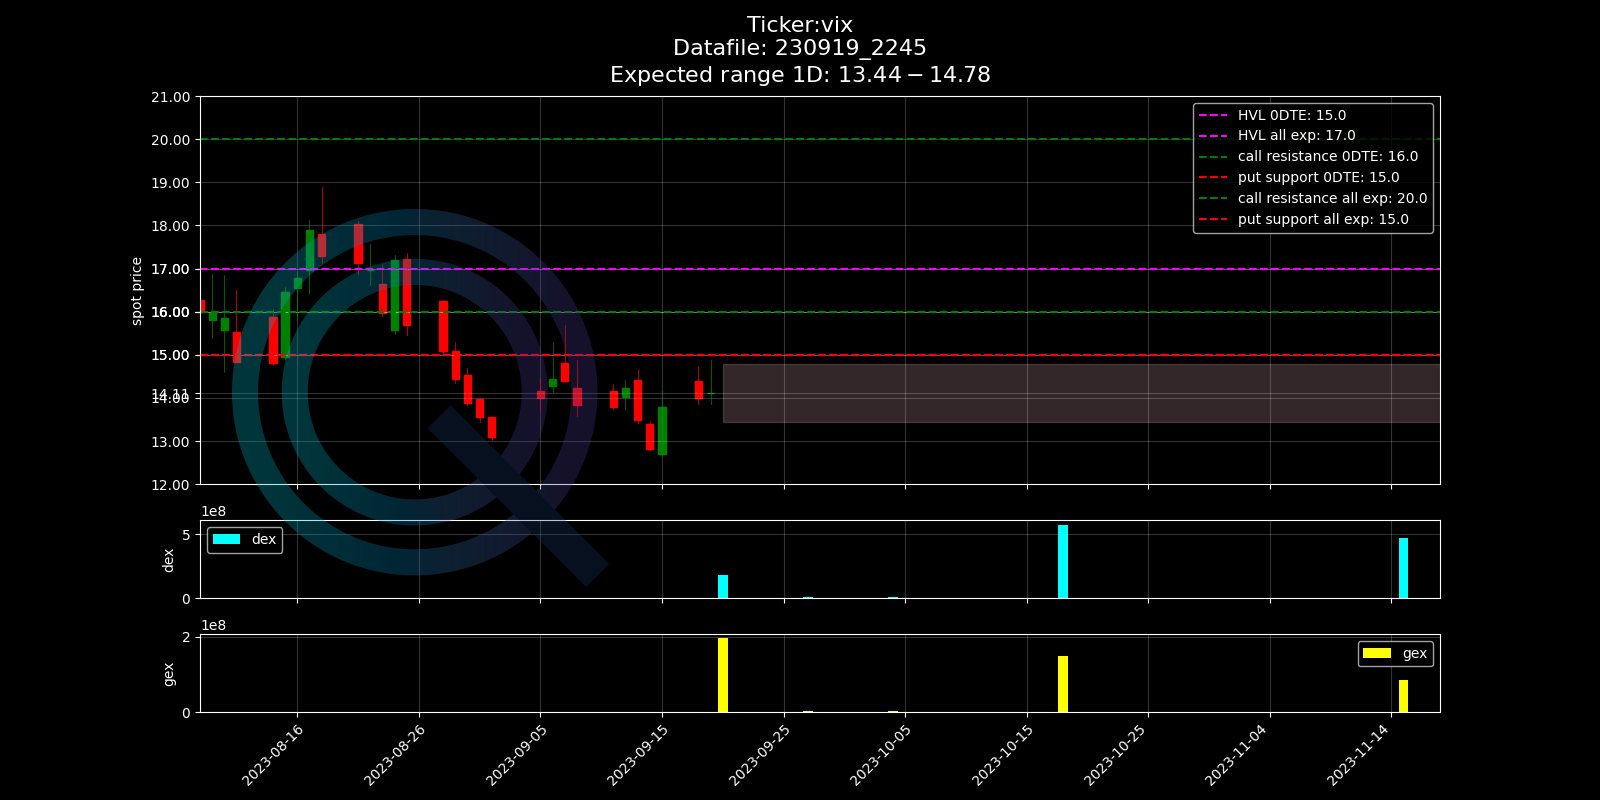 Ticker:vix
Datafile: 230919_2245
Expected range 1D: 13.44 − 14.78
21.00
20.00
19.00
18.00
17.00
16.00
15.00
14.11
14.00
13.00
12.00
spot price
HVL 0DTE: 15.0
HVL all exp: 17.0
call resistance 0DTE: 16.0
put support 0DTE: 15.0
call resistance all exp: 20.0
put support all exp: 15.0
1e8
5
0
dex
dex
1e8
2
0
gex
gex
2023-08-16
2023-08-26
2023-09-05
2023-09-15
2023-09-25
2023-10-05
2023-10-15
2023-10-25
2023-11-04
2023-11-14